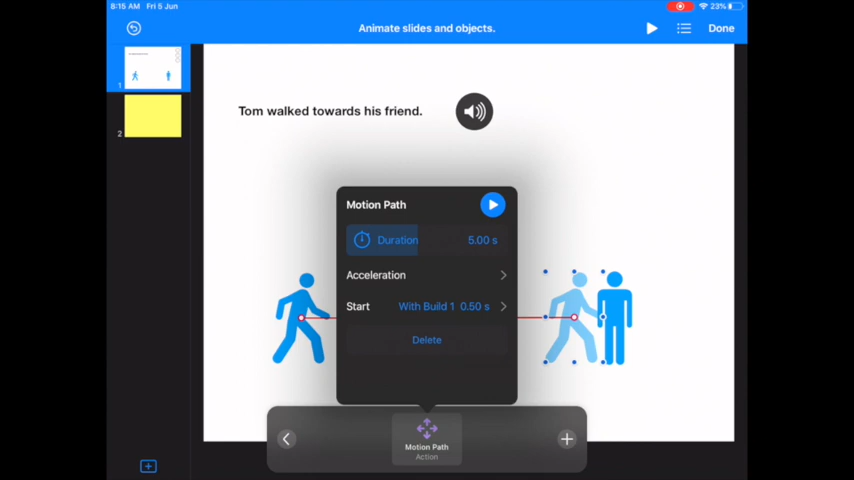 8:15 AM Fri 5 Jun
23%
Animate slides and objects.
Done
1
2
Tom walked towards his friend.
Motion Path
Duration 5.00 s
Acceleration
Start With Build 1 0.50 s
Delete
Motion Path
Action